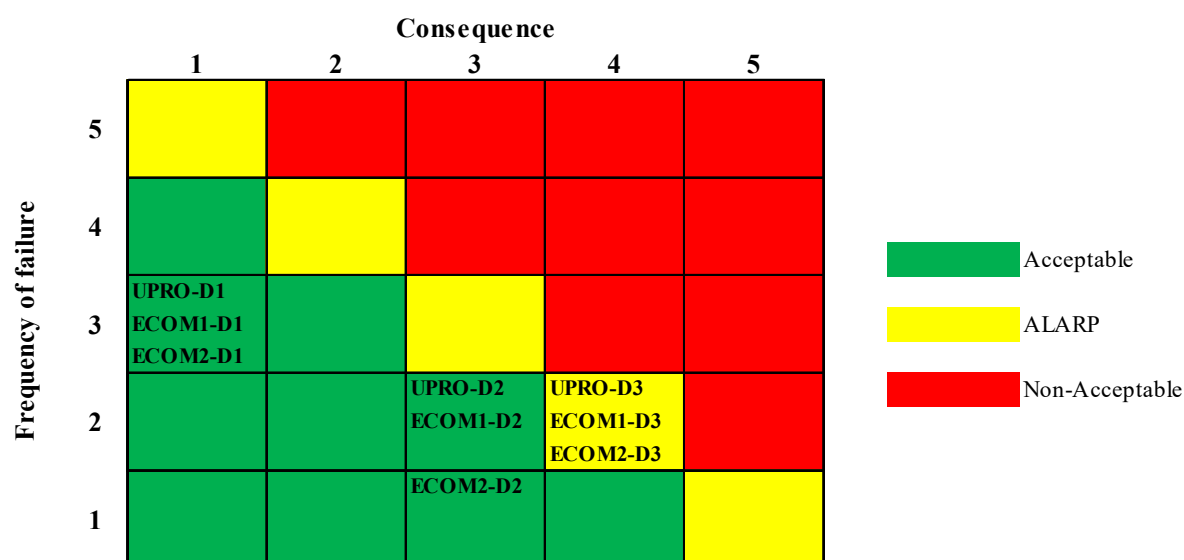 Consequence
1 2 3 4 5
Frequency of failure
5
4
3
UPRO-D1
ECOM1-D1
ECOM2-D1
2
UPRO-D2
ECOM1-D2
UPRO-D3
ECOM1-D3
ECOM2-D3
1
ECOM2-D2
Acceptable
ALARP
Non-Acceptable